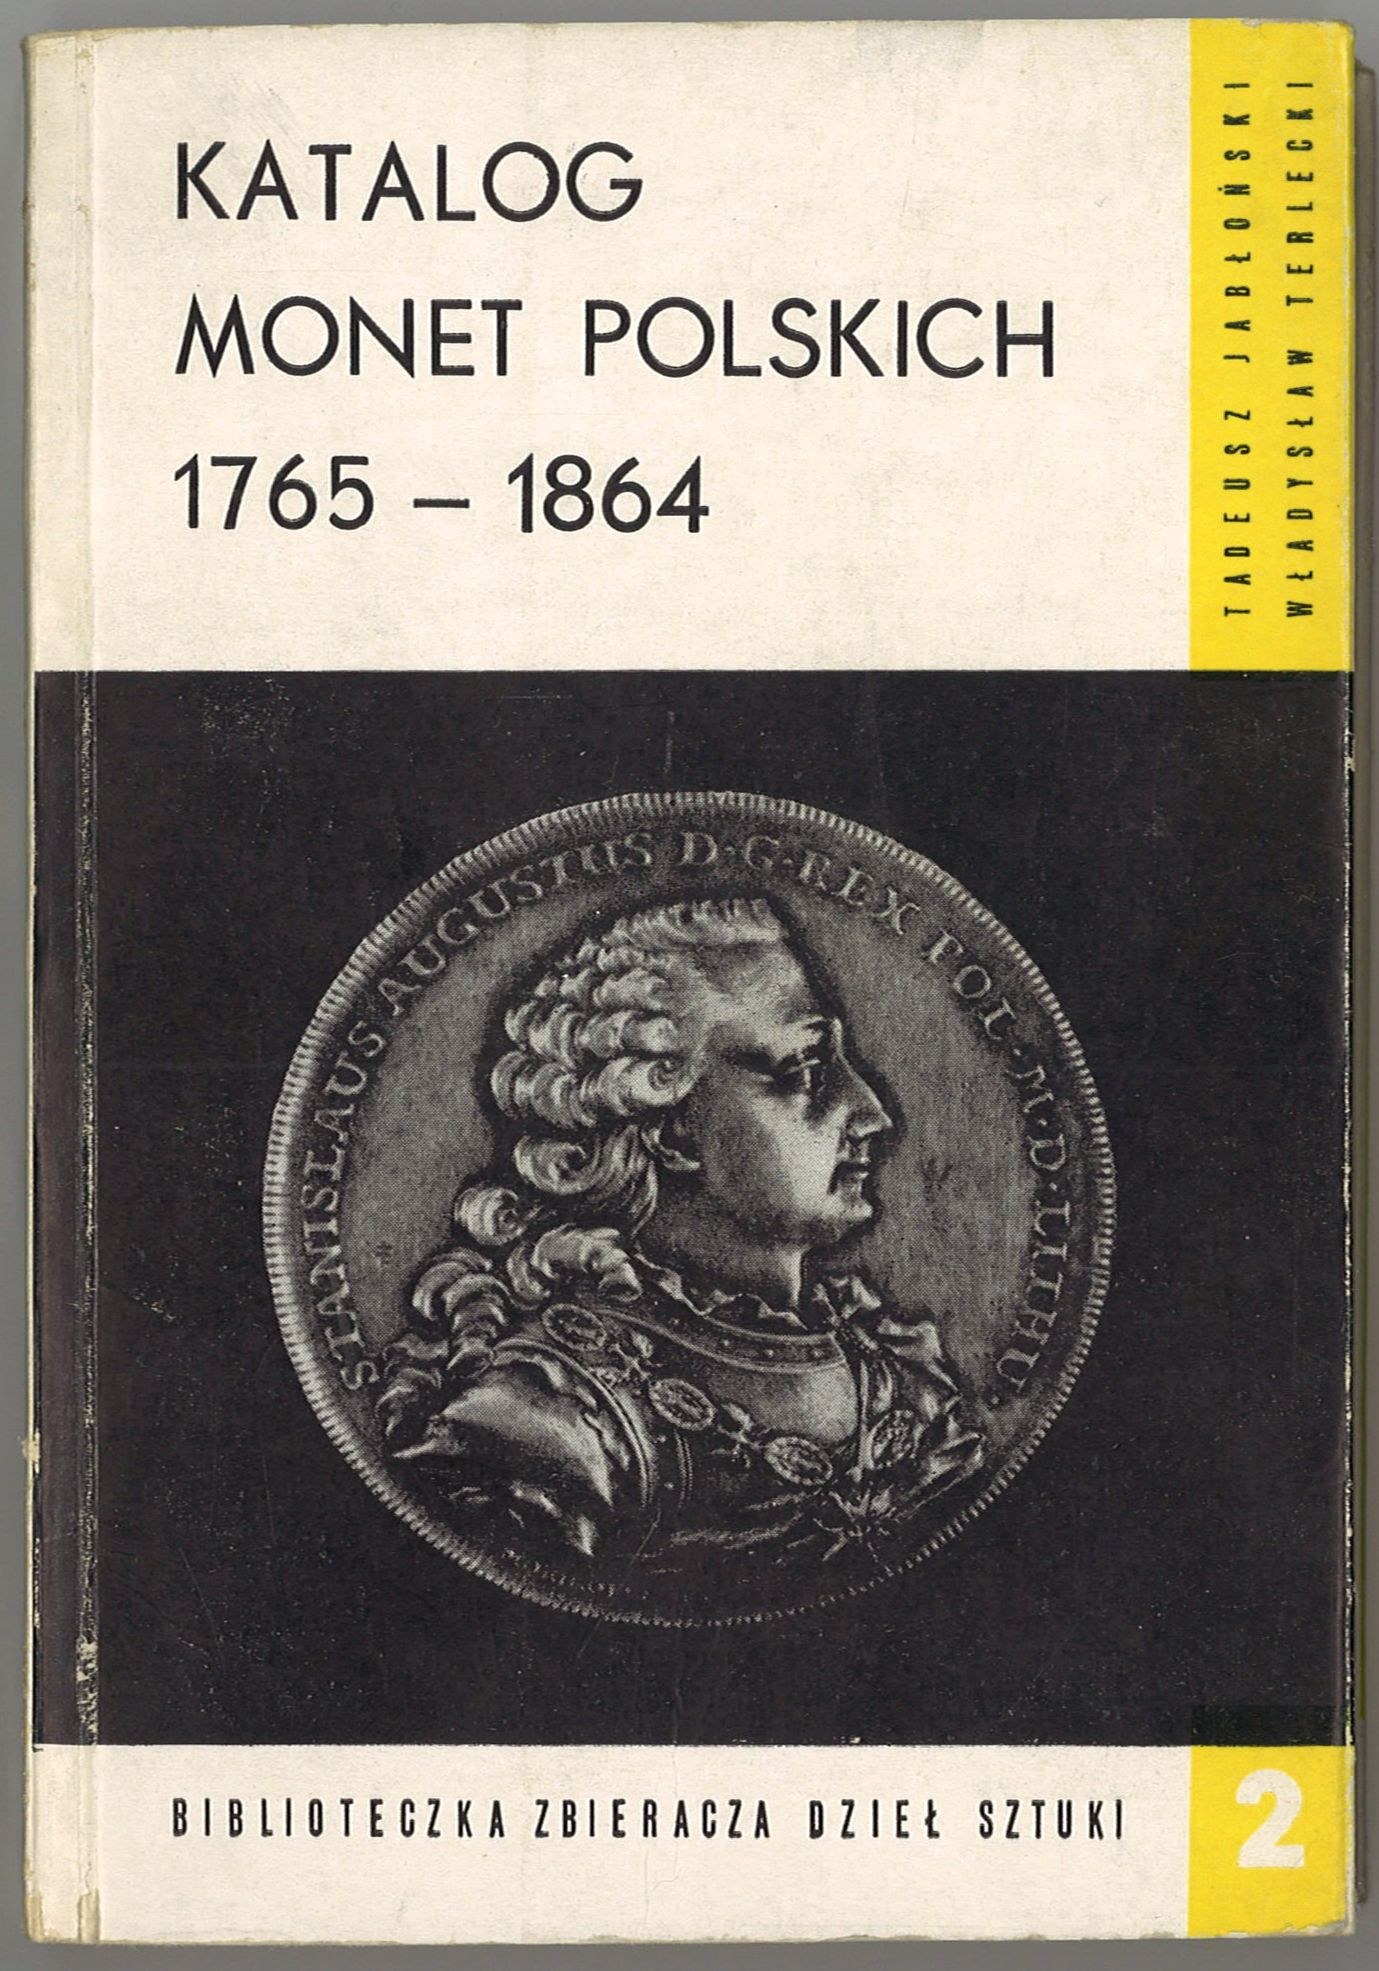 KATALOG
MONET POLSKICH
1765 – 1864
TADEUSZ JABŁOŃSKI
WŁADYSŁAW TERLECKI
STANISLAUS AUGUSTUS D·G·REX POL·M·D·LITHU·
BIBLIOTECZKA ZBIERACZA DZIEŁ SZTUKI
2